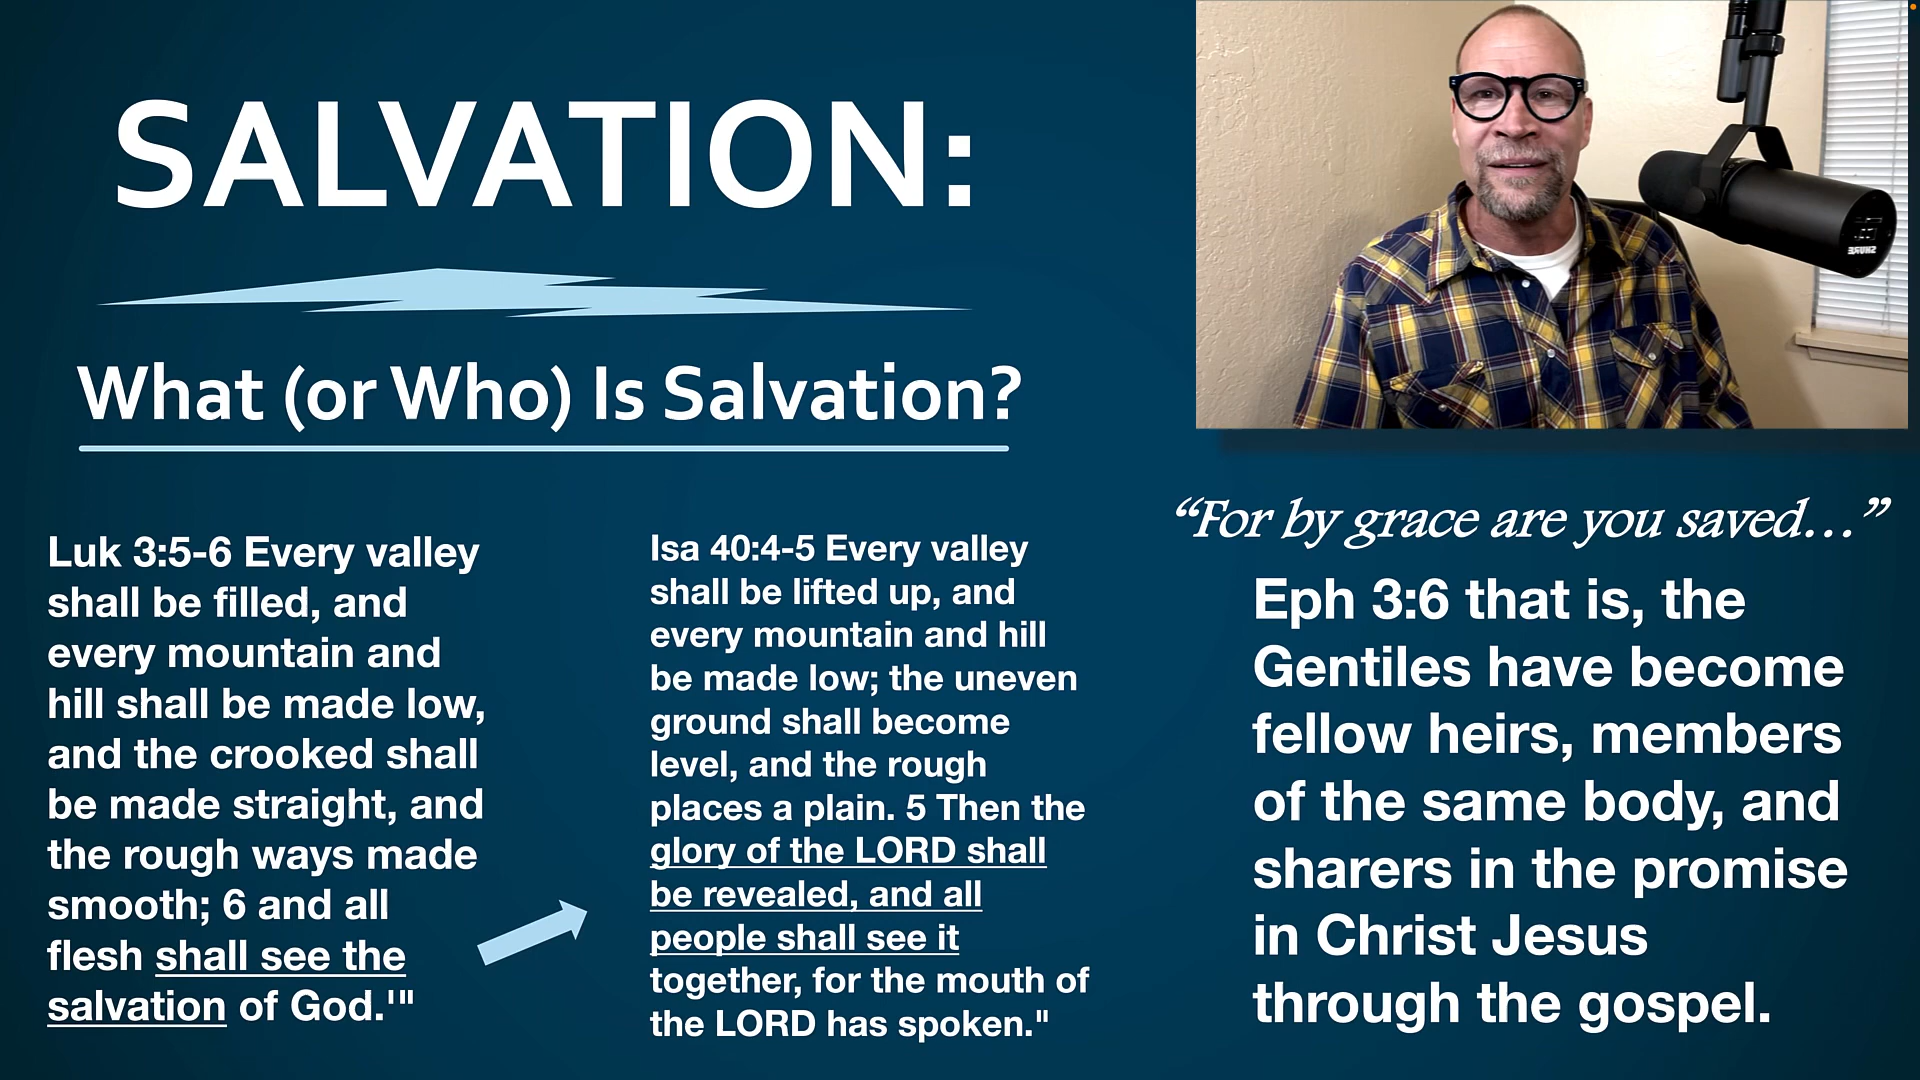 SALVATION:
What (or Who) Is Salvation?
Luk 3:5-6 Every valley
shall be filled, and
every mountain and
hill shall be made low,
and the crooked shall
be made straight, and
the rough ways made
smooth; 6 and all
flesh shall see the
salvation of God.'"
Isa 40:4-5 Every valley
shall be lifted up, and
every mountain and hill
be made low; the uneven
ground shall become
level, and the rough
places a plain. 5 Then the
glory of the LORD shall
be revealed, and all
people shall see it
together, for the mouth of
the LORD has spoken."
SHURE
“For by grace are you saved…”
Eph 3:6 that is, the
Gentiles have become
fellow heirs, members
of the same body, and
sharers in the promise
in Christ Jesus
through the gospel.